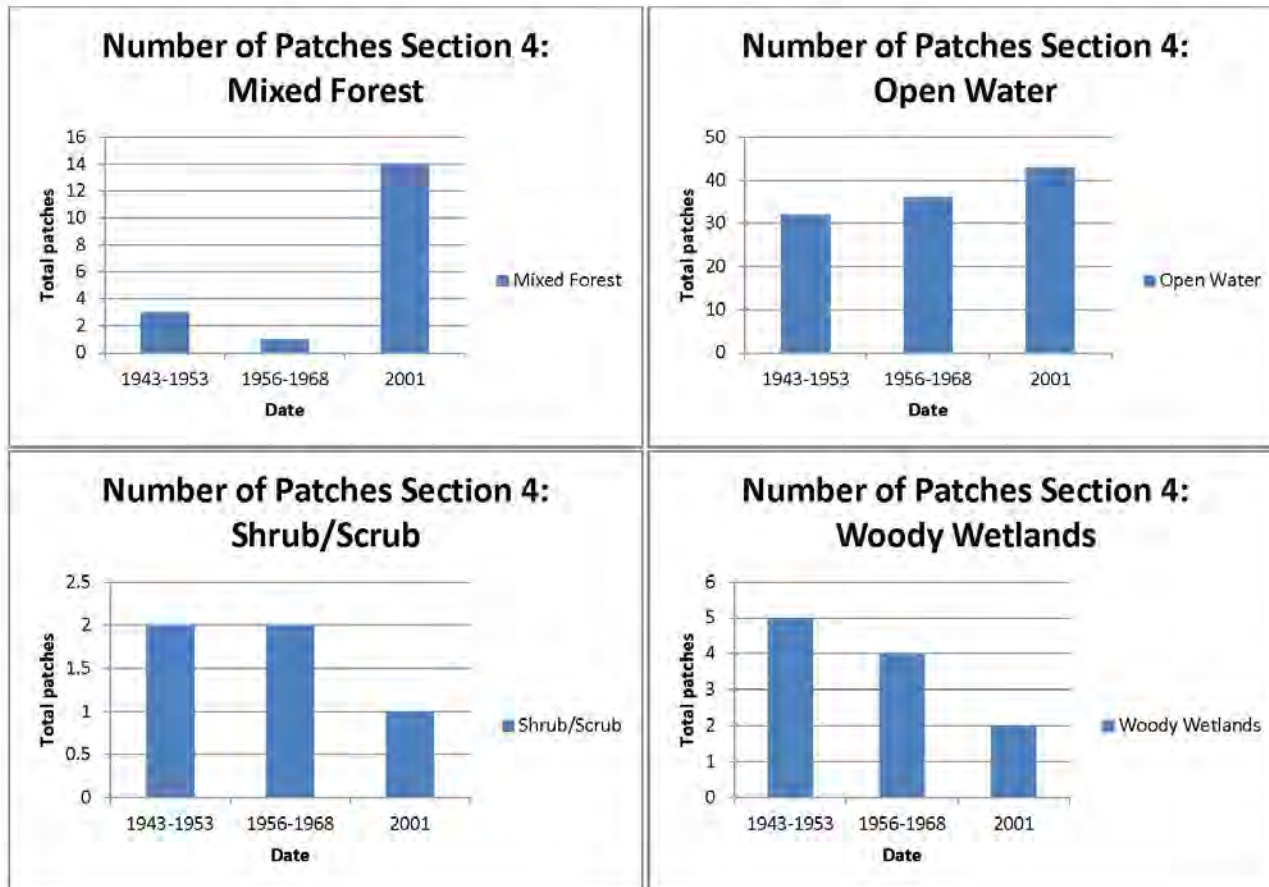 Number of Patches Section 4:
Mixed Forest
16
14
12
10
8
6
4
2
0
Total patches
1943-1953
1956-1968
2001
Date
Mixed Forest
Number of Patches Section 4:
Open Water
50
40
30
20
10
0
Total patches
1943-1953
1956-1968
2001
Date
Open Water
Number of Patches Section 4:
Shrub/Scrub
2.5
2
1.5
1
0.5
0
Total patches
1943-1953
1956-1968
2001
Date
Shrub/Scrub
Number of Patches Section 4:
Woody Wetlands
6
5
4
3
2
1
0
Total patches
1943-1953
1956-1968
2001
Date
Woody Wetlands